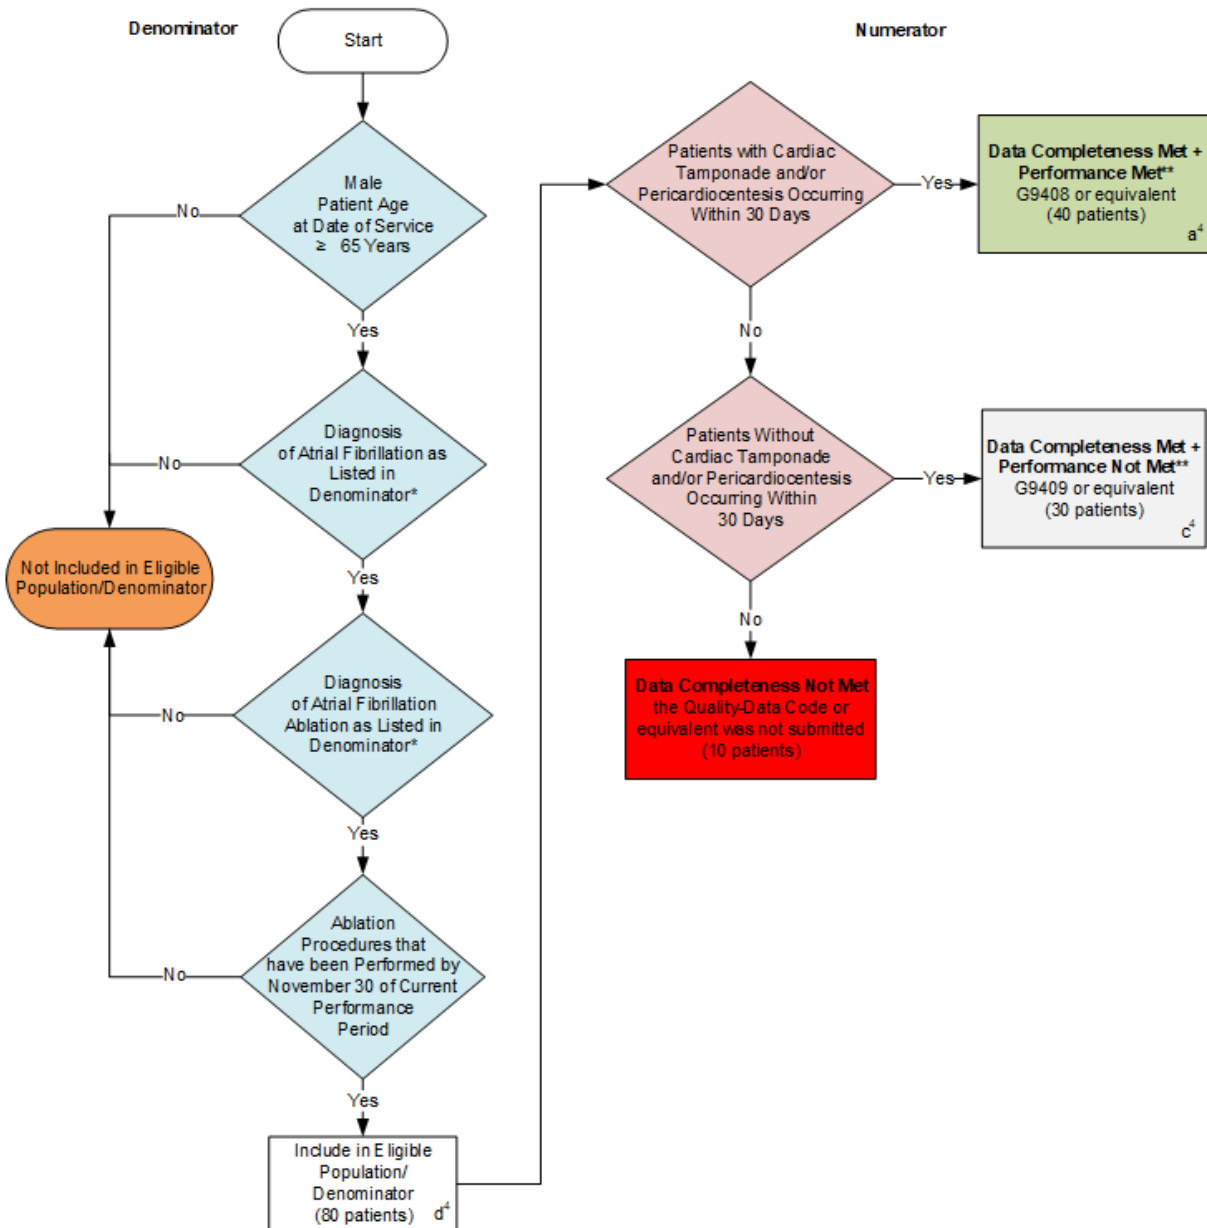 Denominator
Start
Male
Patient Age
at Date of Service
≥ 65 Years
No
Yes
Diagnosis
of Atrial Fibrillation as
Listed in
Denominator*
No
Not Included in Eligible
Population/Denominator
Yes
Diagnosis
of Atrial Fibrillation
Ablation as Listed in
Denominator*
No
Yes
Ablation
Procedures that
have been Performed by
November 30 of Current
Performance
Period
No
Yes
Include in Eligible
Population/
Denominator
(80 patients) d⁴
Numerator
Patients with Cardiac
Tamponade and/or
Pericardiocentesis Occurring
Within 30 Days
Yes
Data Completeness Met +
Performance Met**
G9408 or equivalent
(40 patients)
a⁴
No
Patients Without
Cardiac Tamponade
and/or Pericardiocentesis
Occurring Within
30 Days
Yes
Data Completeness Met +
Performance Not Met**
G9409 or equivalent
(30 patients)
c⁴
No
Data Completeness Not Met
the Quality-Data Code or
equivalent was not submitted
(10 patients)